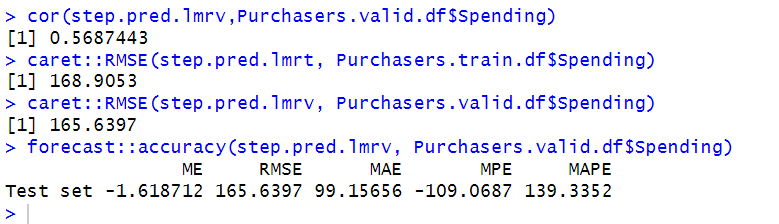 > cor(step.pred.lmrv,Purchasers.valid.df$Spending)
[1] 0.5687443
> caret::RMSE(step.pred.lmrt, Purchasers.train.df$Spending)
[1] 168.9053
> caret::RMSE(step.pred.lmrv, Purchasers.valid.df$Spending)
[1] 165.6397
> forecast::accuracy(step.pred.lmrv, Purchasers.valid.df$Spending)
ME RMSE MAE MPE MAPE
Test set -1.618712 165.6397 99.15656 -109.0687 139.3352
>